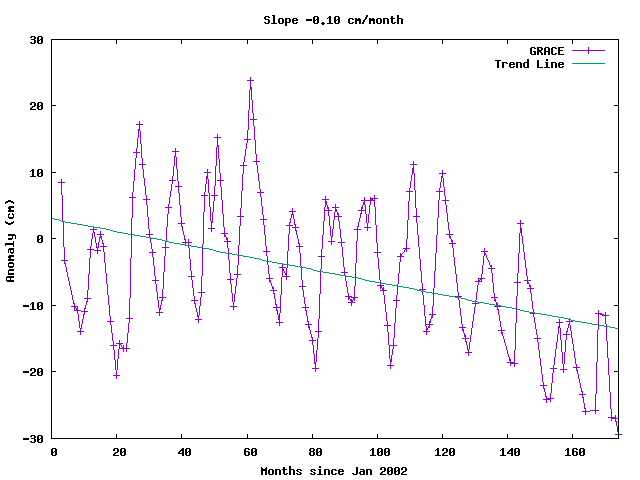 Slope -0.10 cm/month
30
20
10
0
-10
-20
-30
Anomaly (cm)
GRACE
Trend Line
0 20 40 60 80 100 120 140 160
Months since Jan 2002